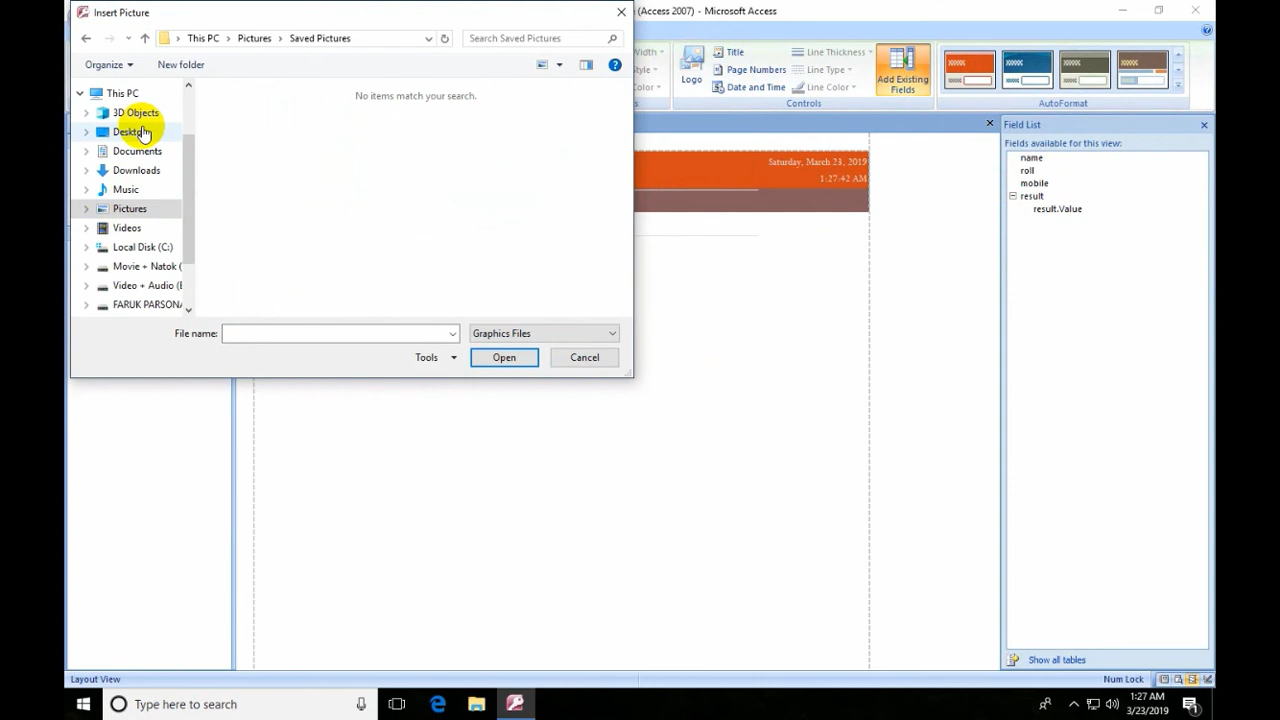 Insert Picture
(Access 2007) - Microsoft Access
This PC
Pictures
Saved Pictures
Search Saved Pictures
Organize
New folder
No items match your search.
This PC
3D Objects
Desktop
Documents
Downloads
Music
Pictures
Videos
Local Disk (C:)
Movie + Natok (
Video + Audio (E
FARUK PARSONA
File name:
Graphics Files
Tools
Open
Cancel
Width
Style
Color
Logo
Title
Page Numbers
Date and Time
Line Thickness
Line Type
Line Color
Add Existing
Fields
Controls
AutoFormat
Saturday, March 23, 2019
1:27:42 AM
Field List
Fields available for this view:
name
roll
mobile
result
result.Value
Show all tables
Layout View
Num Lock
Type here to search
1:27 AM
3/23/2019
1